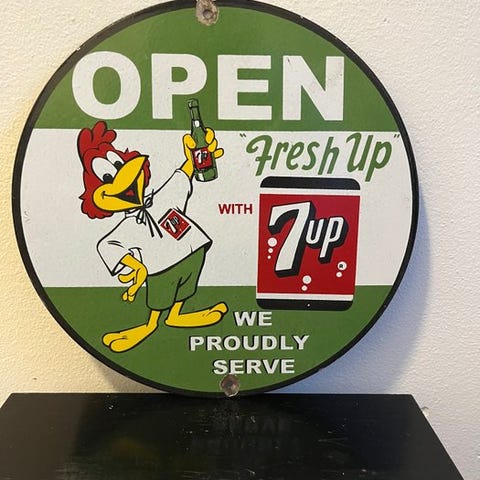 OPEN
"Fresh Up"
WITH
7up
WE
PROUDLY
SERVE